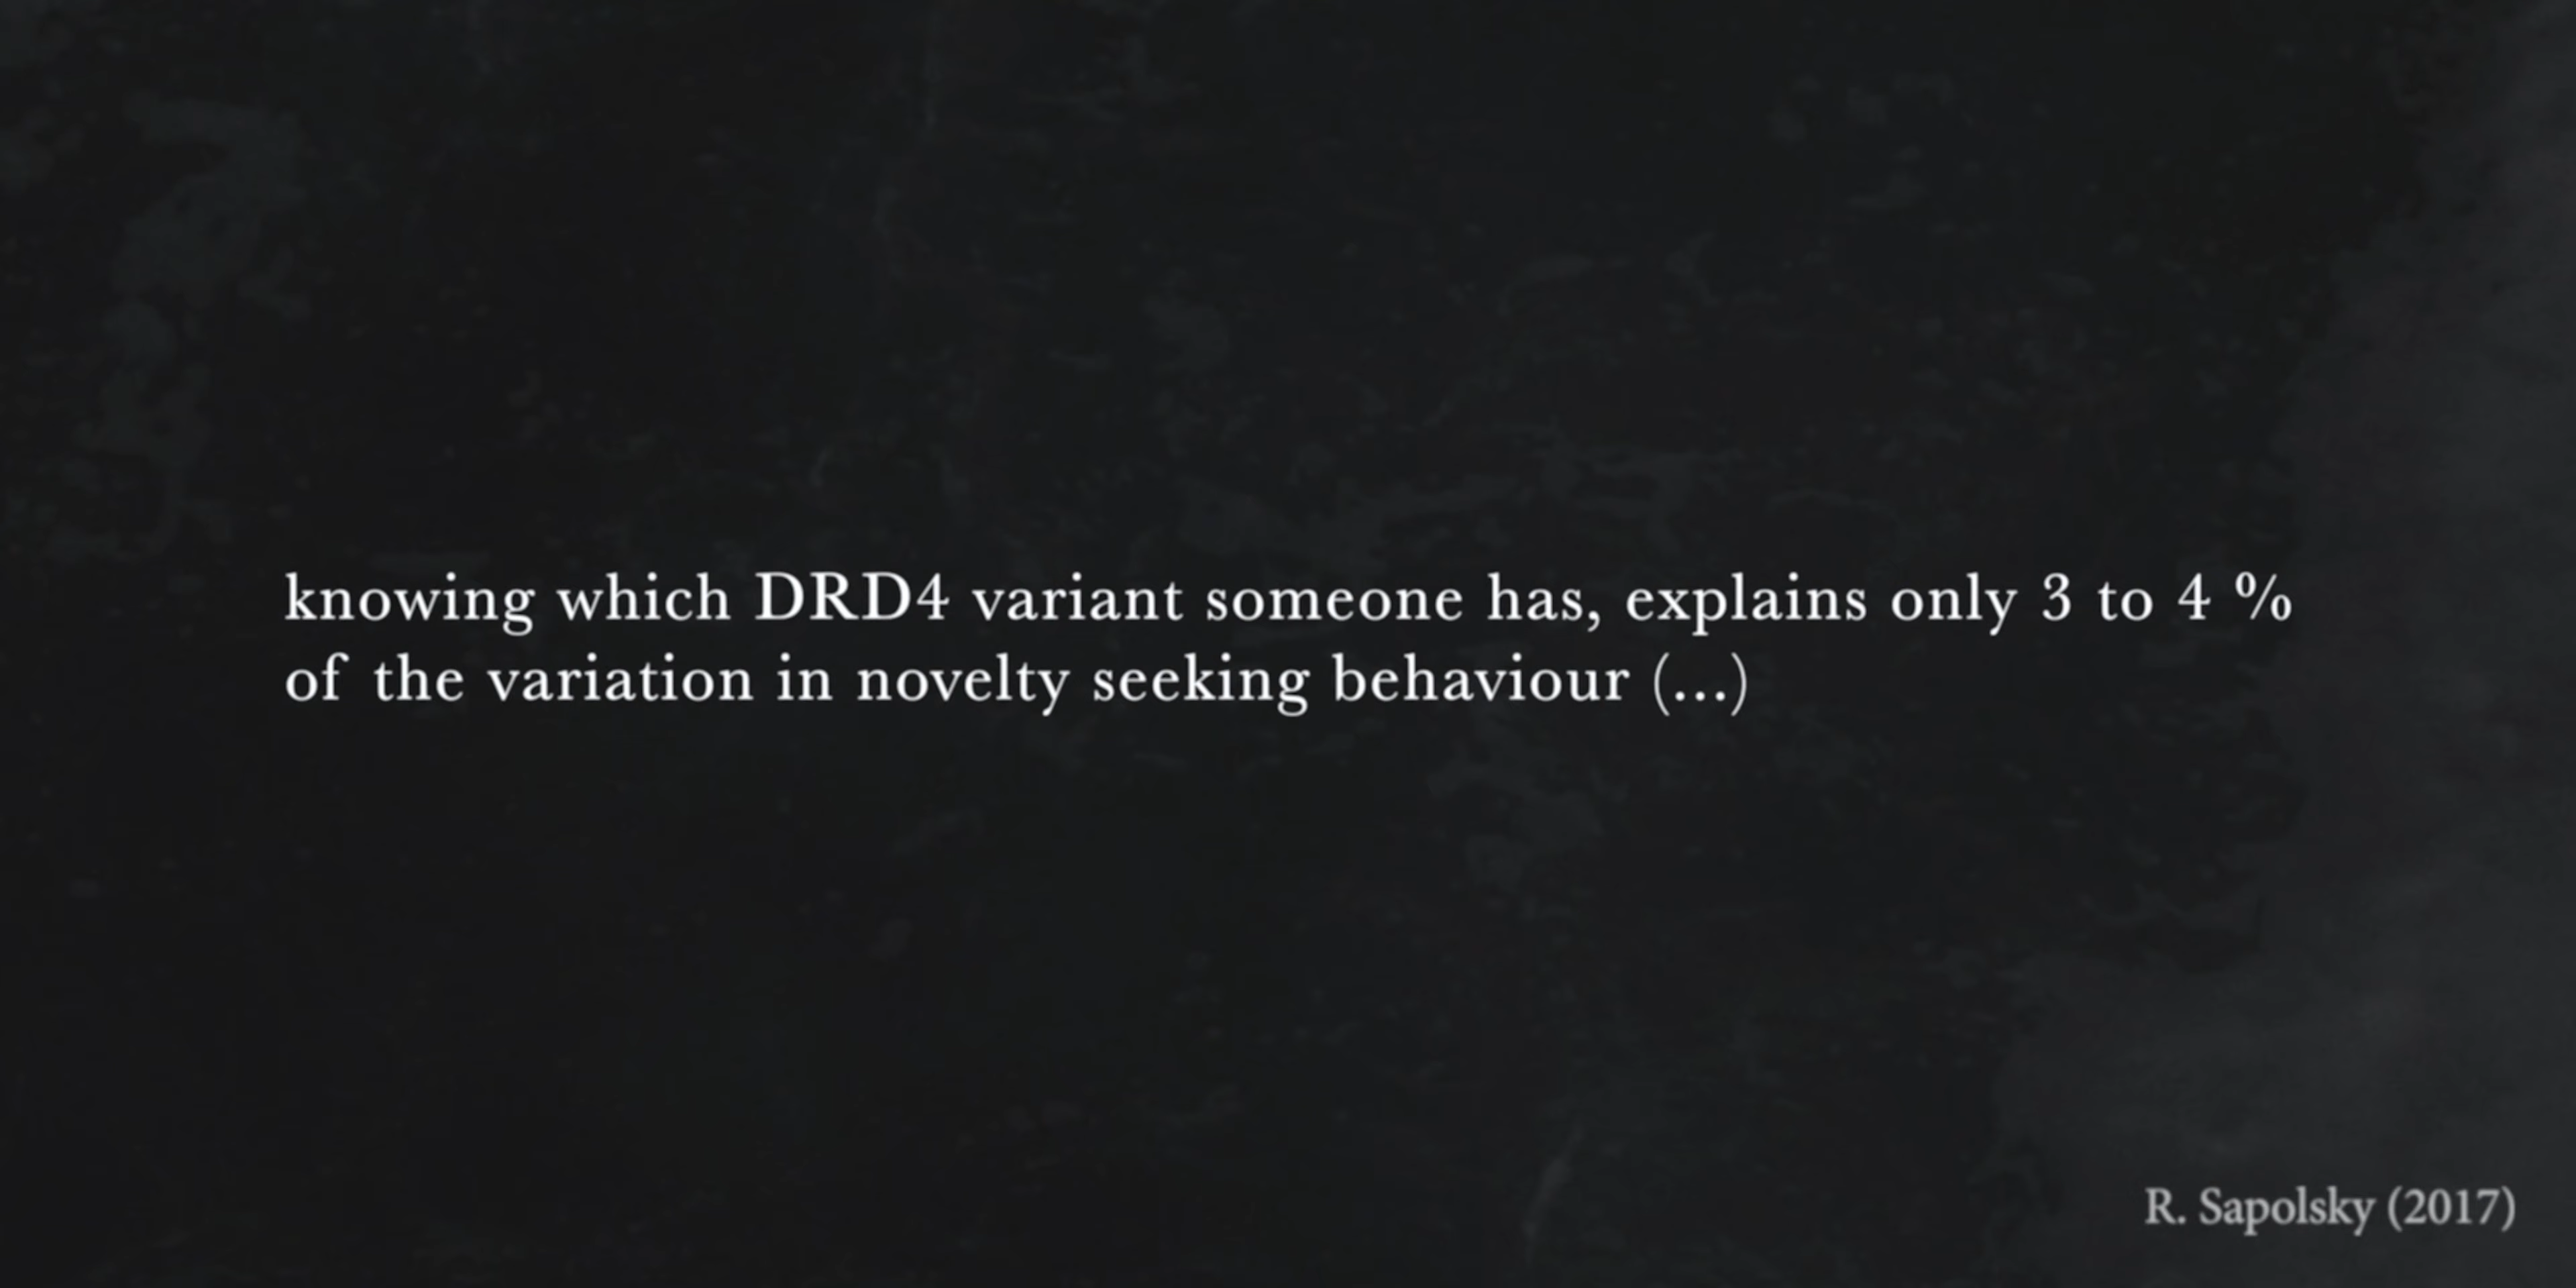 knowing which DRD4 variant someone has, explains only 3 to 4 %
of the variation in novelty seeking behaviour (...)
R. Sapolsky (2017)